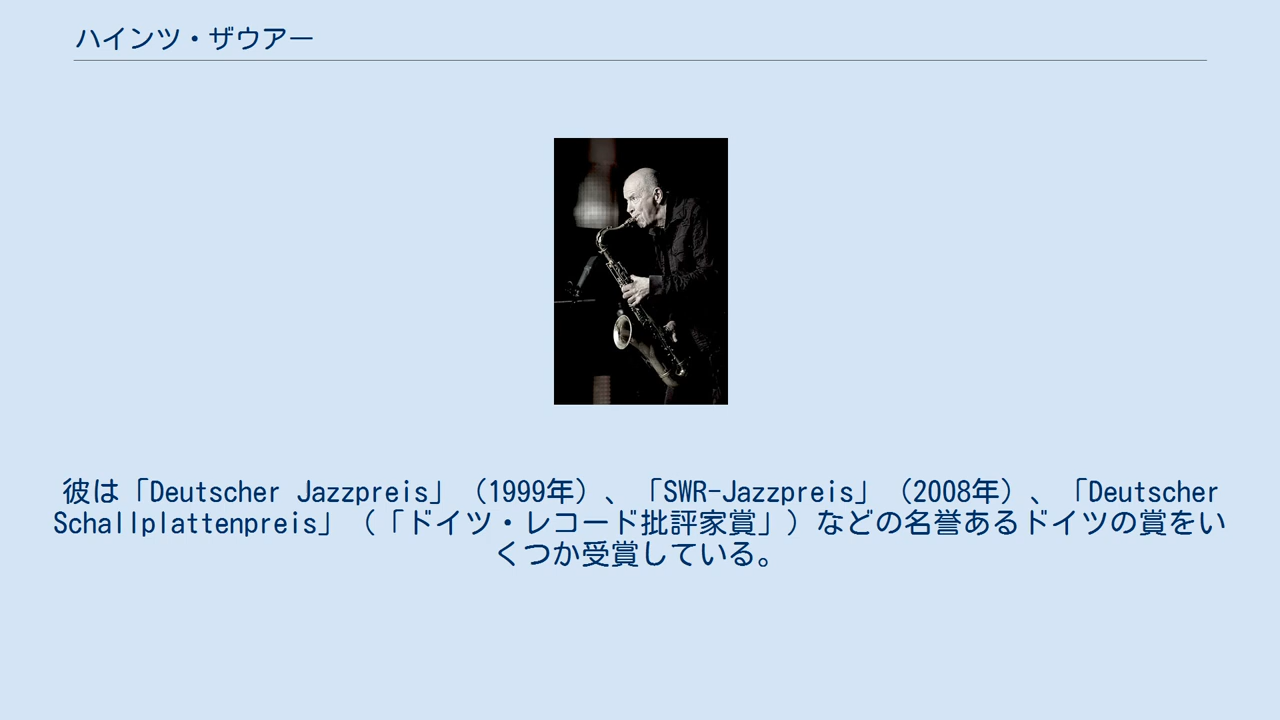 ハインツ・ザウアー
彼は「Deutscher Jazzpreis」（1999年）、「SWR-Jazzpreis」（2008年）、「Deutscher
Schallplattenpreis」（「ドイツ・レコード批評家賞」）などの名誉あるドイツの賞をい
くつか受賞している。